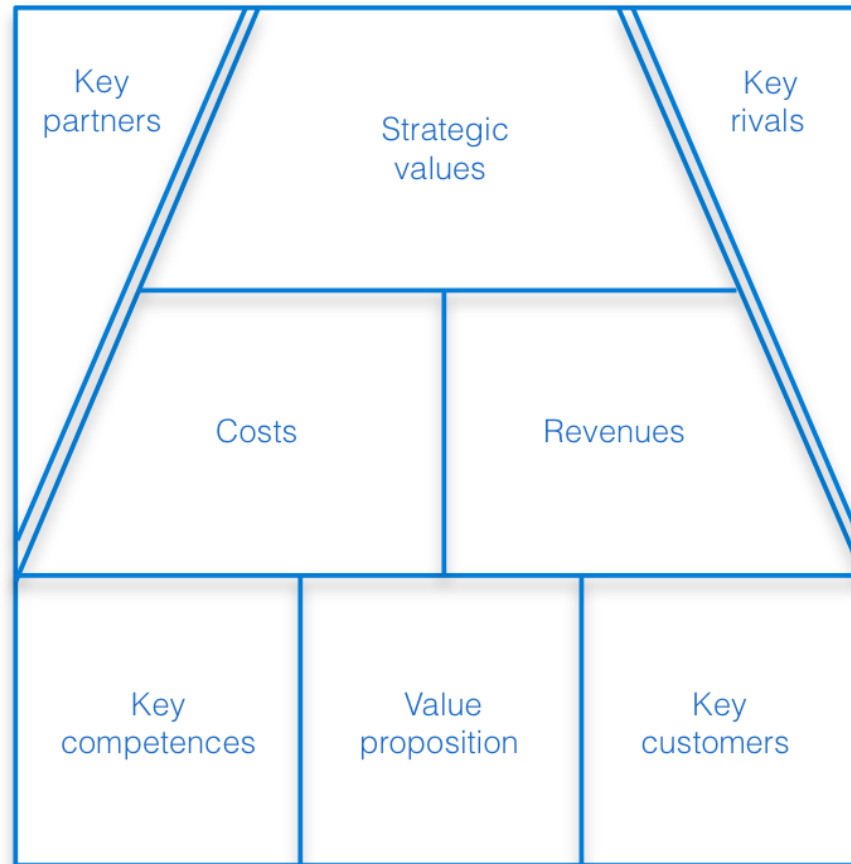 Key
partners
Strategic
values
Key
rivals
Costs
Revenues
Key
competences
Value
proposition
Key
customers